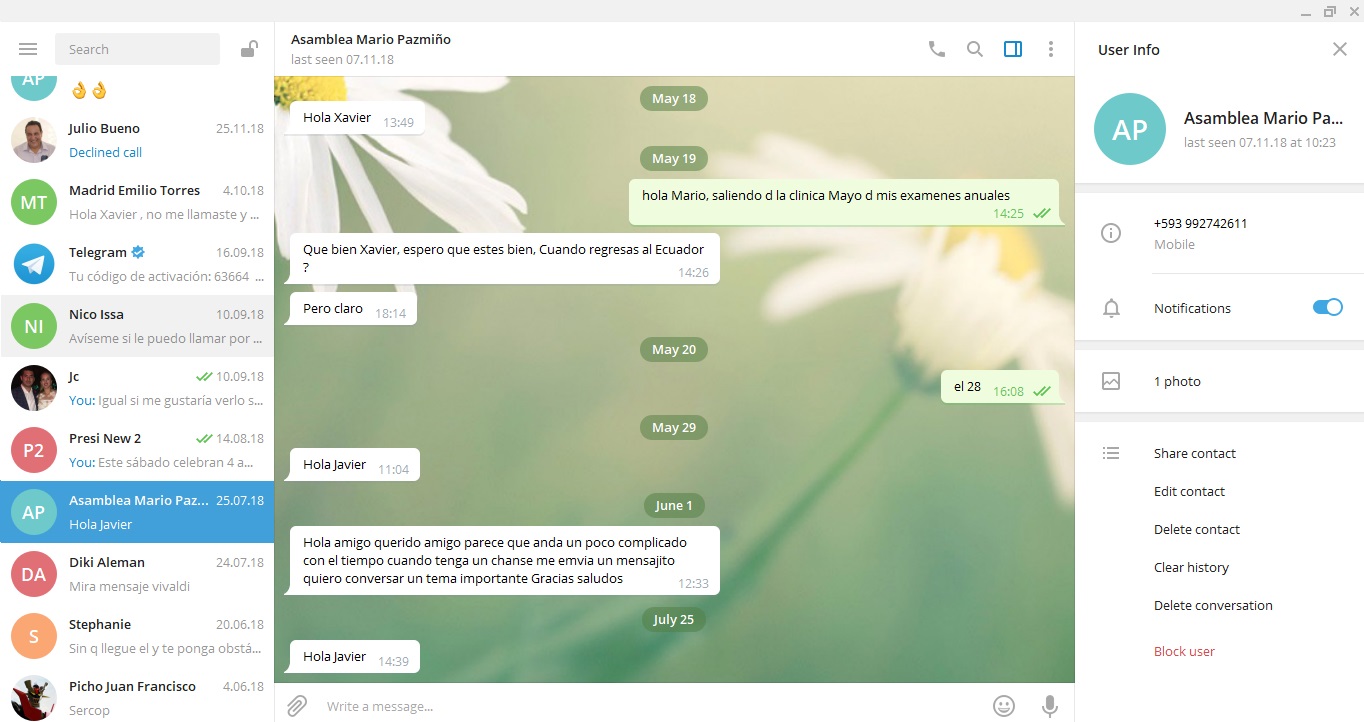 Search
AP
👌👌
Julio Bueno 25.11.18
Declined call
MT
Madrid Emilio Torres 4.10.18
Hola Xavier , no me llamaste y ...
Telegram 16.09.18
Tu código de activación: 63664 ...
NI
Nico Issa 10.09.18
Avíseme si le puedo llamar por ...
Jc 10.09.18
You: Igual si me gustaría verlo s...
P2
Presi New 2 14.08.18
You: Este sábado celebran 4 a...
AP
Asamblea Mario Paz... 25.07.18
Hola Javier
DA
Diki Aleman 24.07.18
Mira mensaje vivaldi
S
Stephanie 20.06.18
Sin q llegue el y te ponga obstá...
Picho Juan Francisco 4.06.18
Sercop
Asamblea Mario Pazmiño
last seen 07.11.18
May 18
Hola Xavier 13:49
May 19
hola Mario, saliendo d la clinica Mayo d mis examenes anuales
14:25
Que bien Xavier, espero que estes bien, Cuando regresas al Ecuador
? 14:26
Pero claro 18:14
May 20
el 28 16:08
May 29
Hola Javier 11:04
June 1
Hola amigo querido amigo parece que anda un poco complicado
con el tiempo cuando tenga un chanse me emvia un mensajito
quiero conversar un tema importante Gracias saludos 12:33
July 25
Hola Javier 14:39
Write a message...
User Info
AP
Asamblea Mario Pa...
last seen 07.11.18 at 10:23
+593 992742611
Mobile
Notifications
1 photo
Share contact
Edit contact
Delete contact
Clear history
Delete conversation
Block user